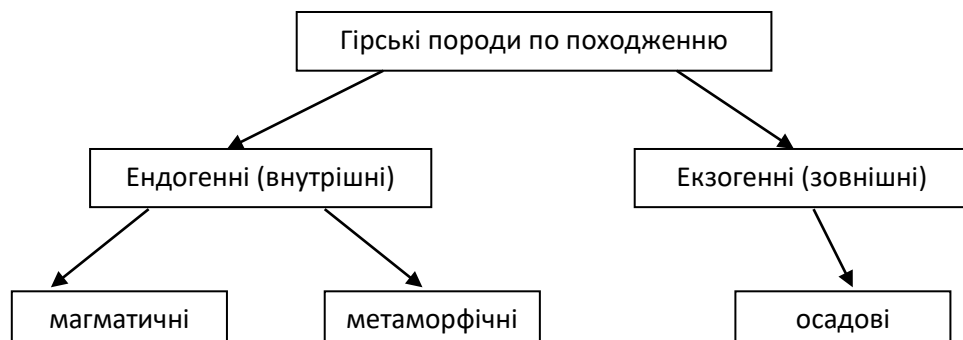 Гірські породи по походженню
Ендогенні (внутрішні)
Екзогенні (зовнішні)
магматичні
метаморфічні
осадові